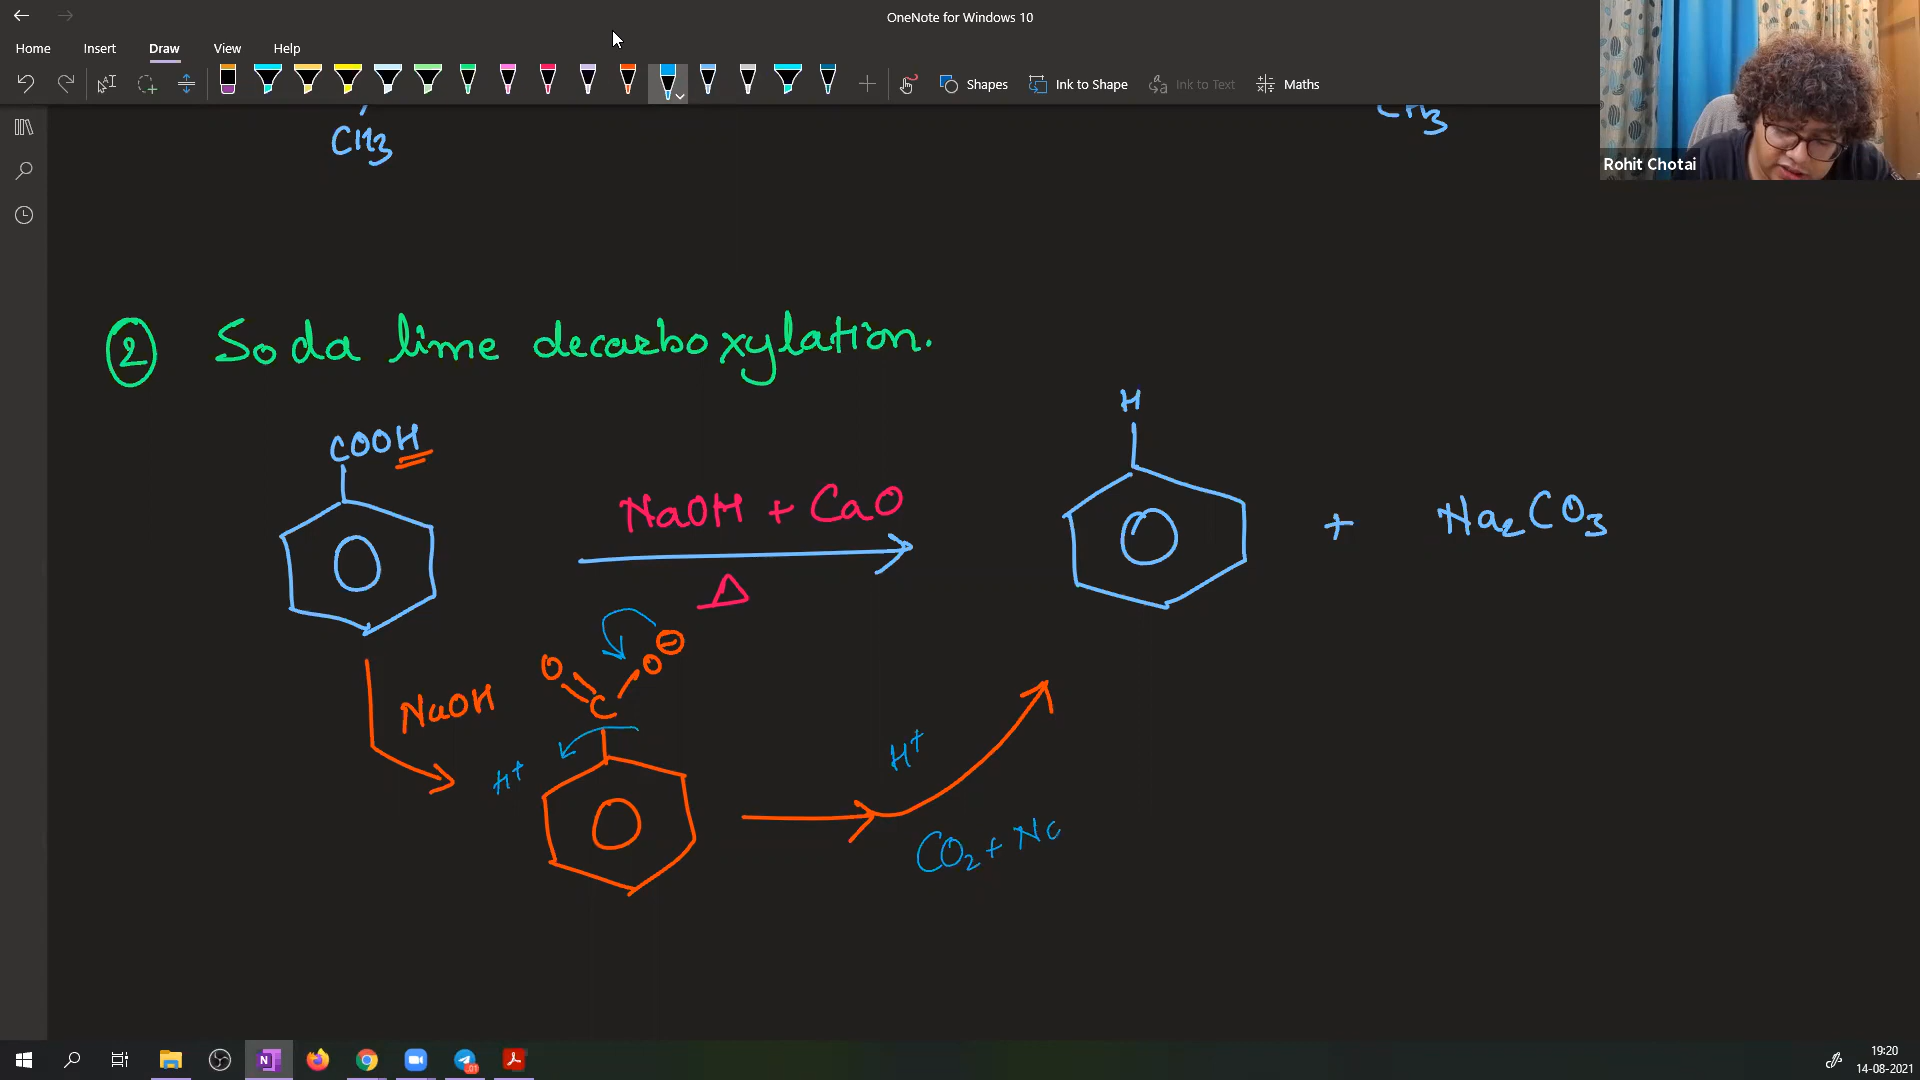 OneNote for Windows 10
Home Insert Draw View Help
Shapes Ink to Shape Ink to Text Maths
Rohit Chotai
CH3 CH3
2 Soda lime decarboxylation.
H
COOH
NaOH + CaO + Na2CO3
Δ
O O⊖
C
NaOH
H+
H+
CO2 + Na
19:20
14-08-2021